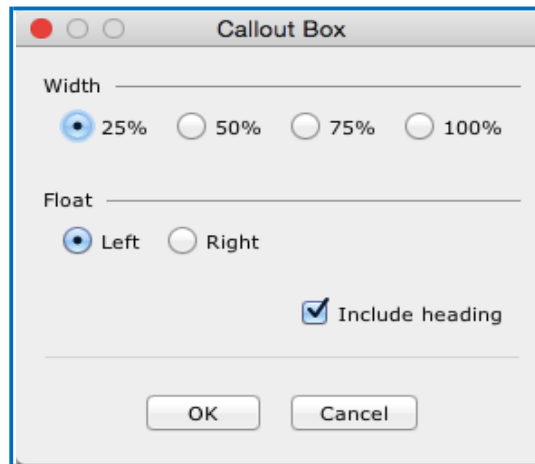 Callout Box
Width
25% 50% 75% 100%
Float
Left Right
Include heading
OK Cancel